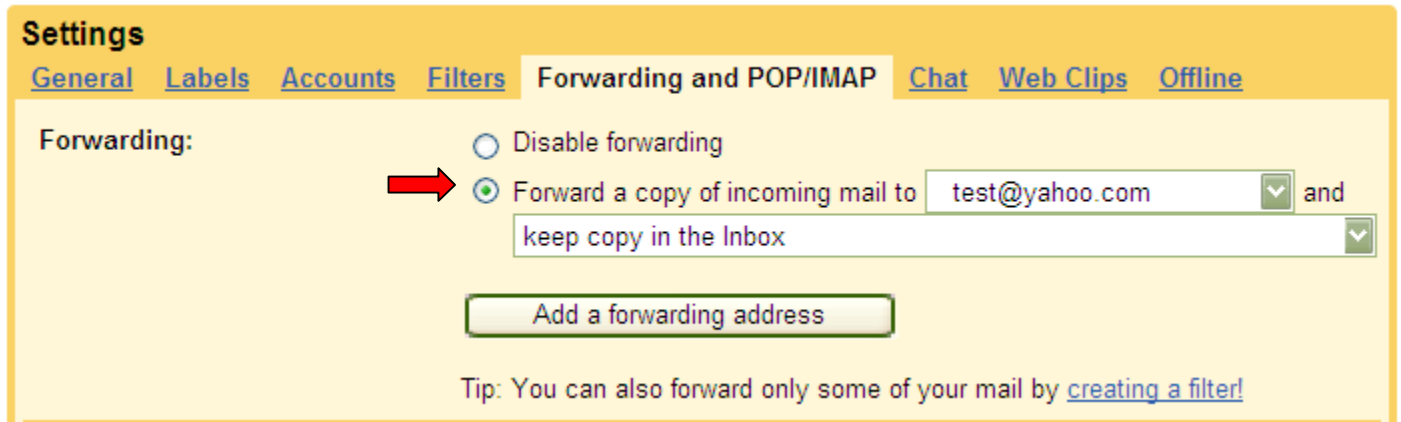 Settings
General Labels Accounts Filters Forwarding and POP/IMAP Chat Web Clips Offline
Forwarding: Disable forwarding
Forward a copy of incoming mail to test@yahoo.com and
keep copy in the Inbox
Add a forwarding address
Tip: You can also forward only some of your mail by creating a filter!